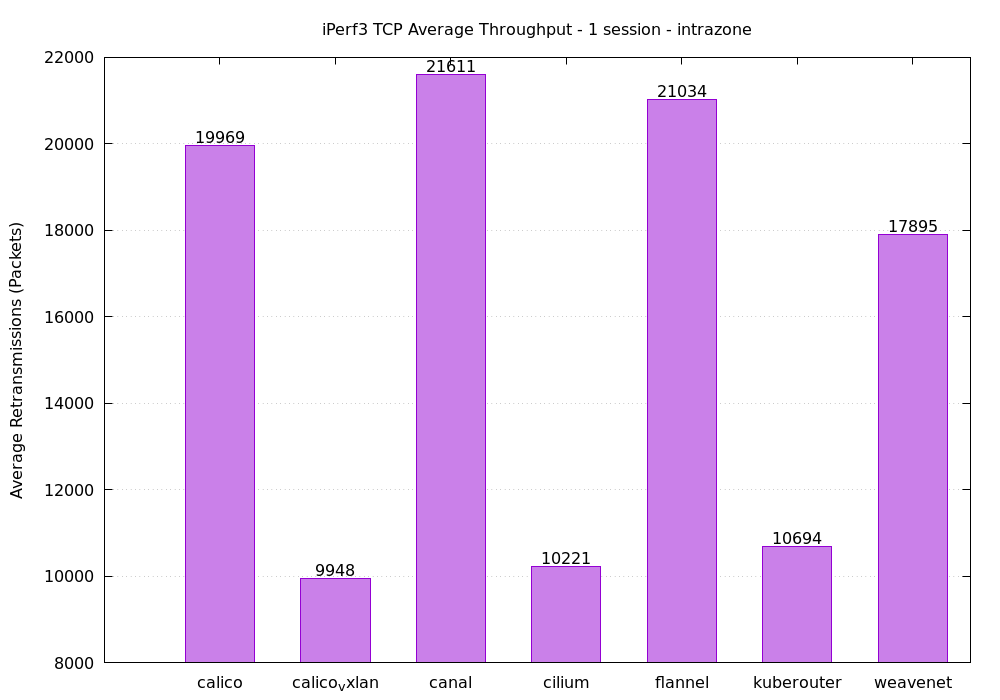 iPerf3 TCP Average Throughput - 1 session - intrazone
Average Retransmissions (Packets)
22000
20000
18000
16000
14000
12000
10000
8000
19969
9948
21611
10221
21034
10694
17895
calico
calicovxlan
canal
cilium
flannel
kuberouter
weavenet